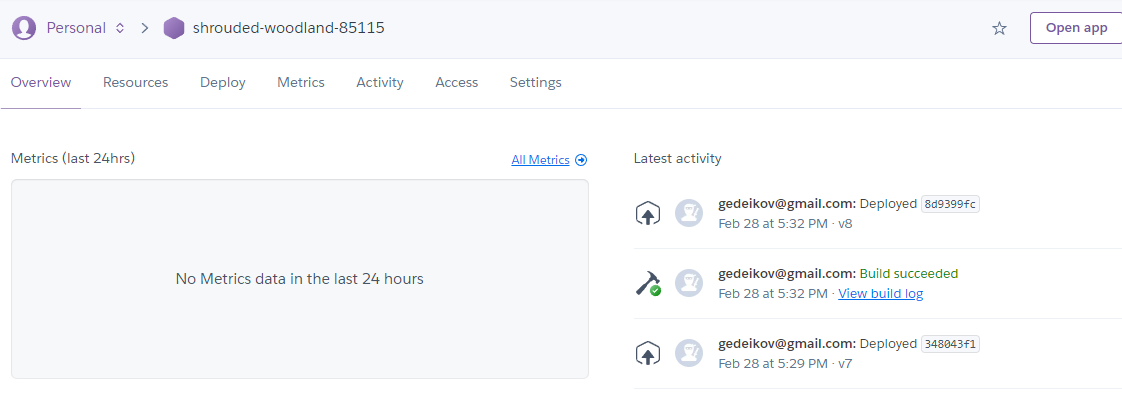 Personal shrouded-woodland-85115 Open app
Overview Resources Deploy Metrics Activity Access Settings
Metrics (last 24hrs) All Metrics
No Metrics data in the last 24 hours
Latest activity
gedeikov@gmail.com: Deployed 8d9399fc
Feb 28 at 5:32 PM · v8
gedeikov@gmail.com: Build succeeded
Feb 28 at 5:32 PM · View build log
gedeikov@gmail.com: Deployed 348043f1
Feb 28 at 5:29 PM · v7